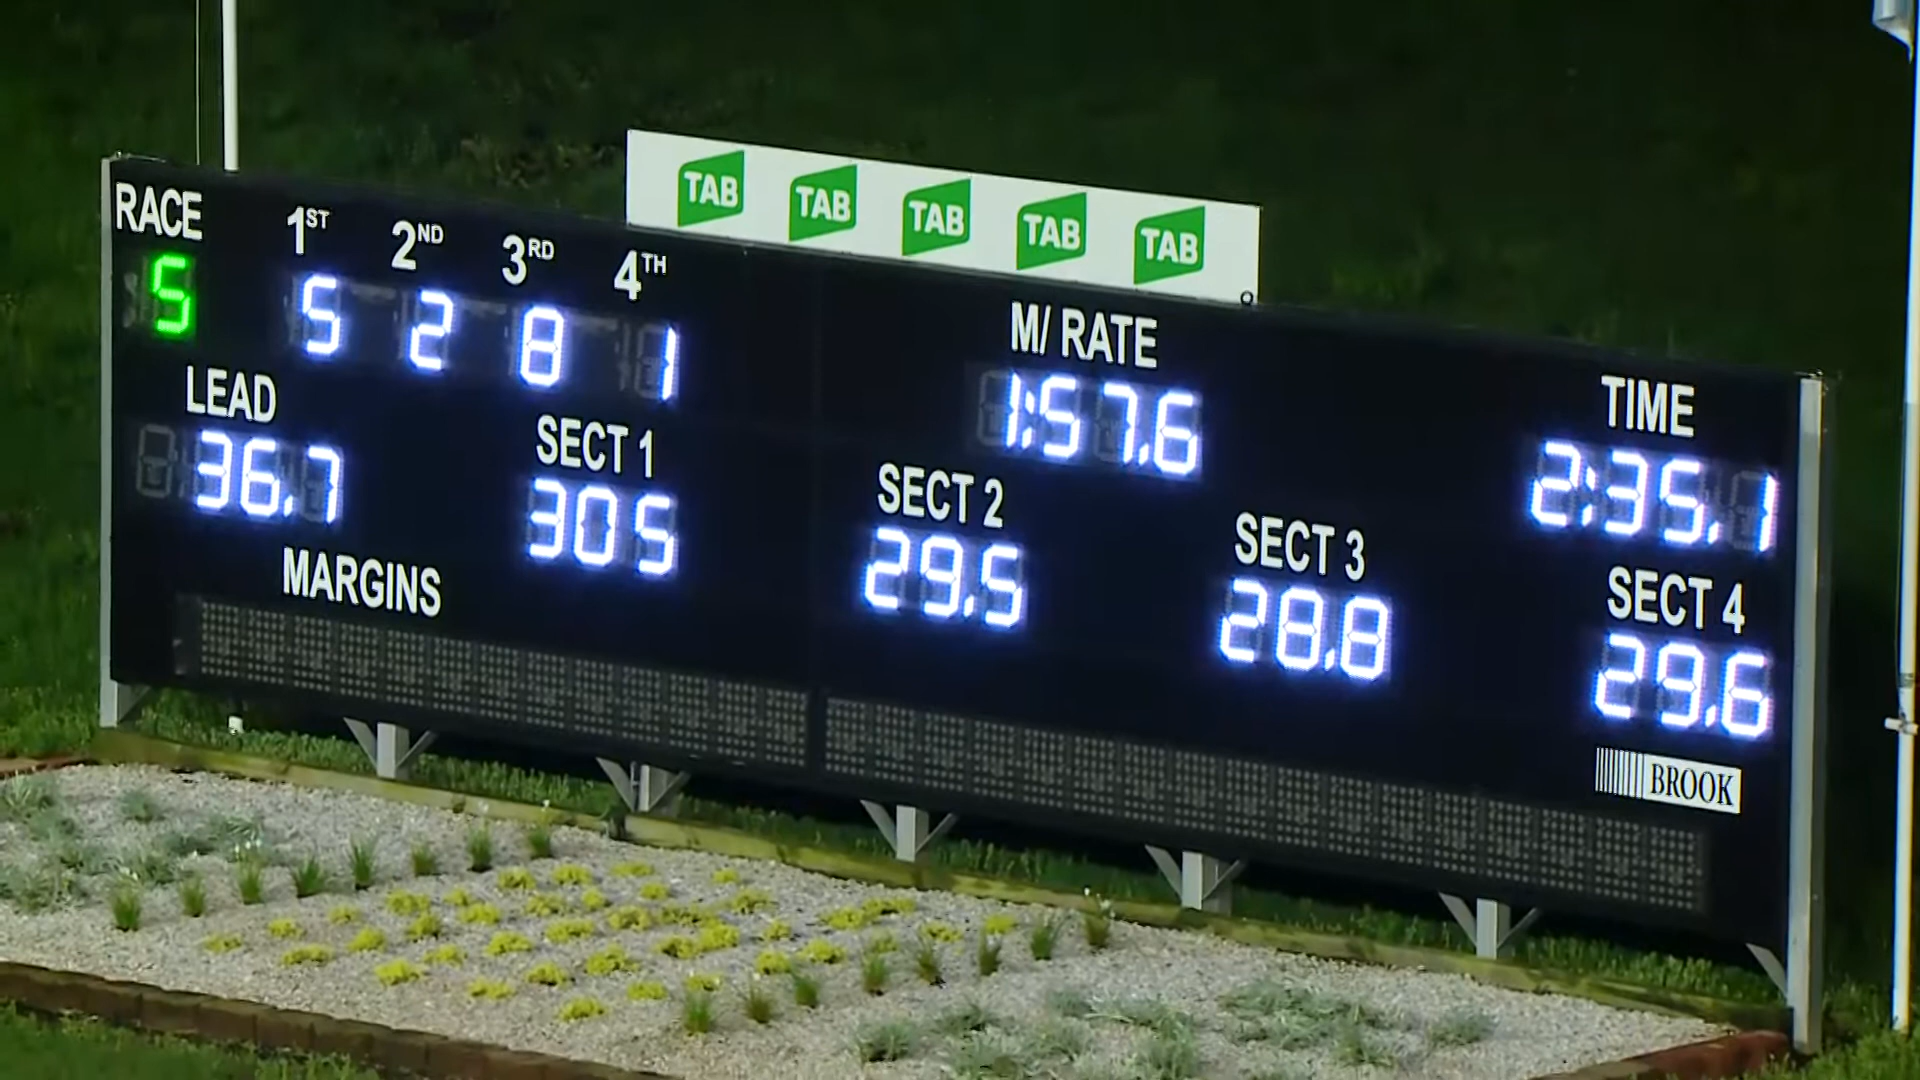 TAB TAB TAB TAB TAB
RACE 1ST 2ND 3RD 4TH
5 5 2 8 1
M/ RATE
1:57.6
TIME
2:35.1
LEAD
36.7
SECT 1
305
SECT 2
29.5
SECT 3
28.8
SECT 4
29.6
MARGINS
BROOK